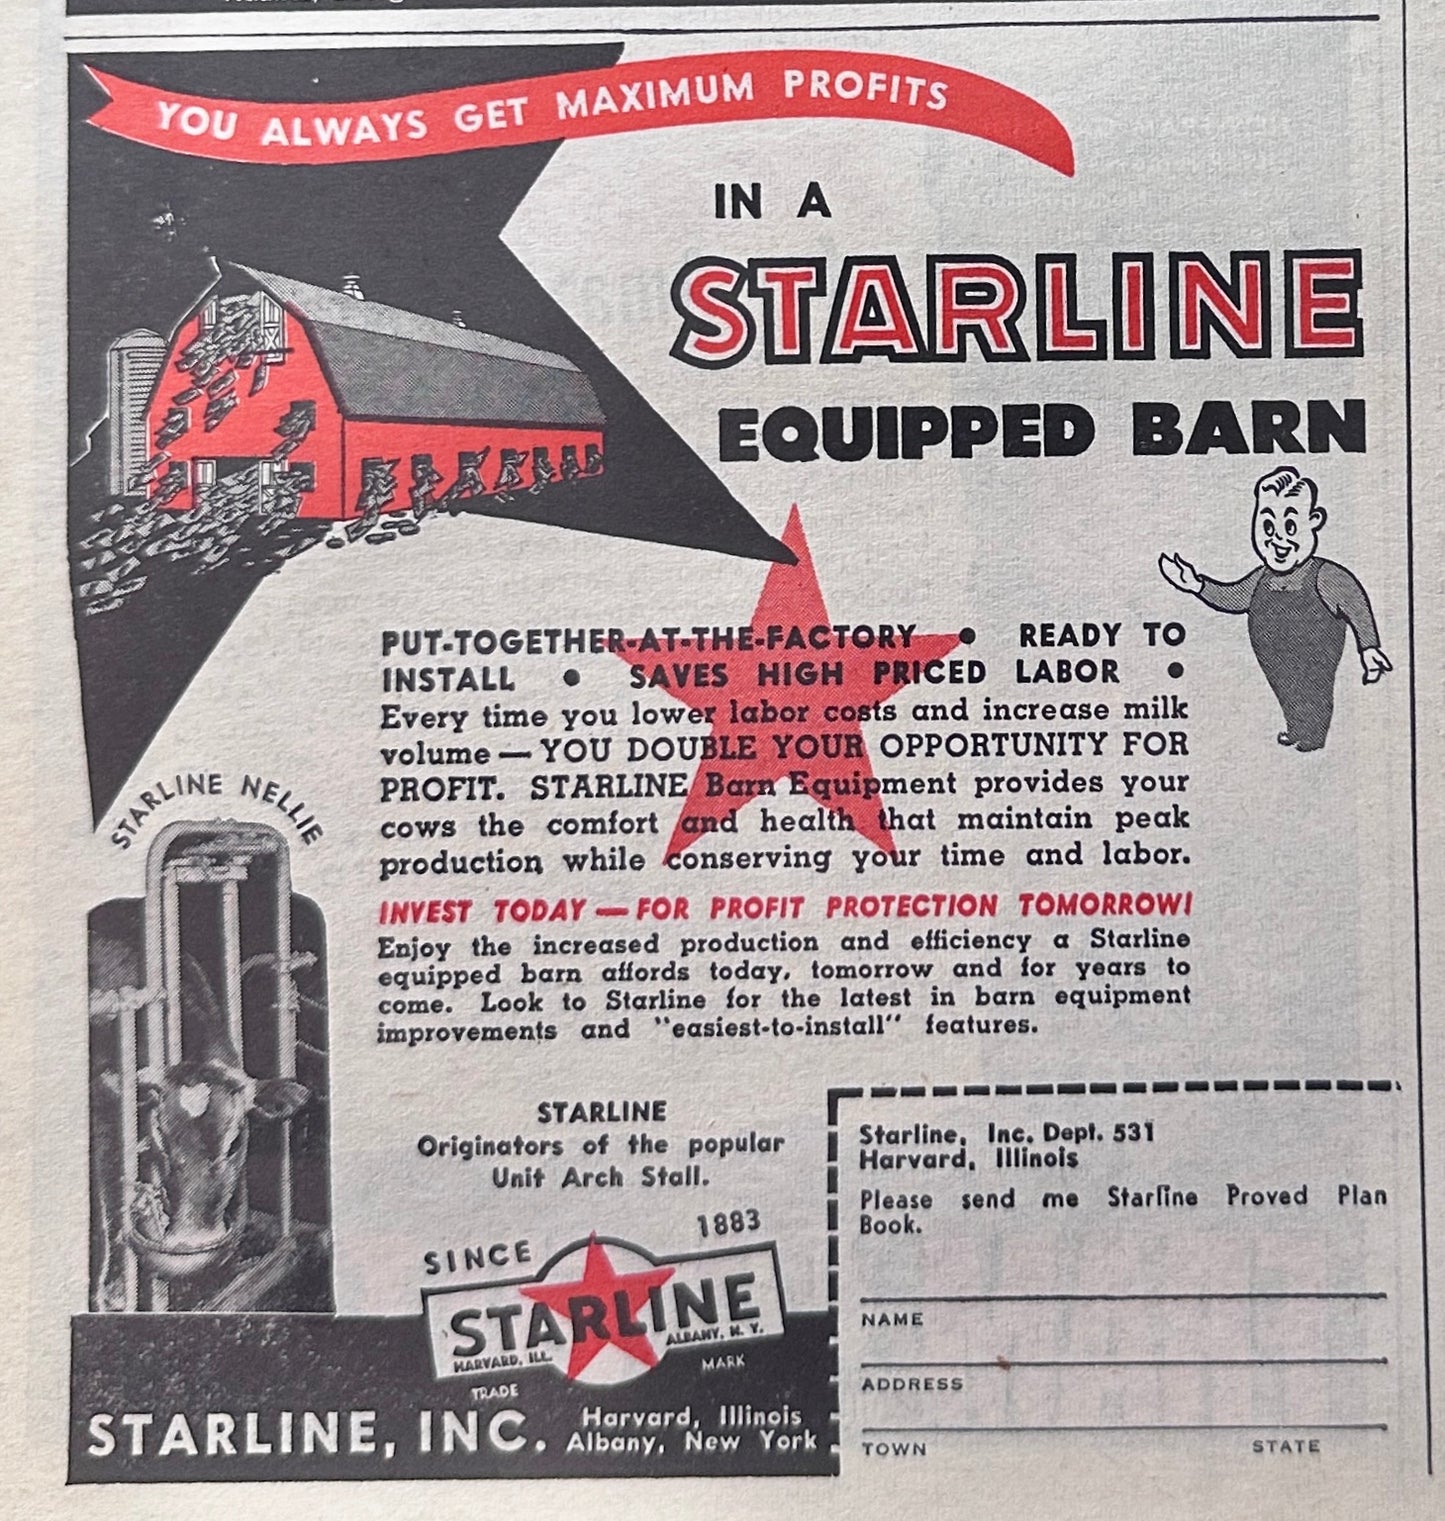 YOU ALWAYS GET MAXIMUM PROFITS
IN A
STARLINE
EQUIPPED BARN
PUT-TOGETHER-AT-THE-FACTORY • READY TO
INSTALL • SAVES HIGH PRICED LABOR •
Every time you lower labor costs and increase milk
volume — YOU DOUBLE YOUR OPPORTUNITY FOR
PROFIT. STARLINE Barn Equipment provides your
cows the comfort and health that maintain peak
production while conserving your time and labor.
INVEST TODAY — FOR PROFIT PROTECTION TOMORROW!
Enjoy the increased production and efficiency a Starline
equipped barn affords today, tomorrow and for years to
come. Look to Starline for the latest in barn equipment
improvements and "easiest-to-install" features.
STARLINE NELLIE
STARLINE
Originators of the popular
Unit Arch Stall.
SINCE 1883
STARLINE
HARVARD, ILL. ALBANY, N. Y.
TRADE MARK
STARLINE, INC.
Harvard, Illinois
Albany, New York
Starline, Inc. Dept. 531
Harvard, Illinois
Please send me Starline Proved Plan
Book.
NAME
ADDRESS
TOWN STATE